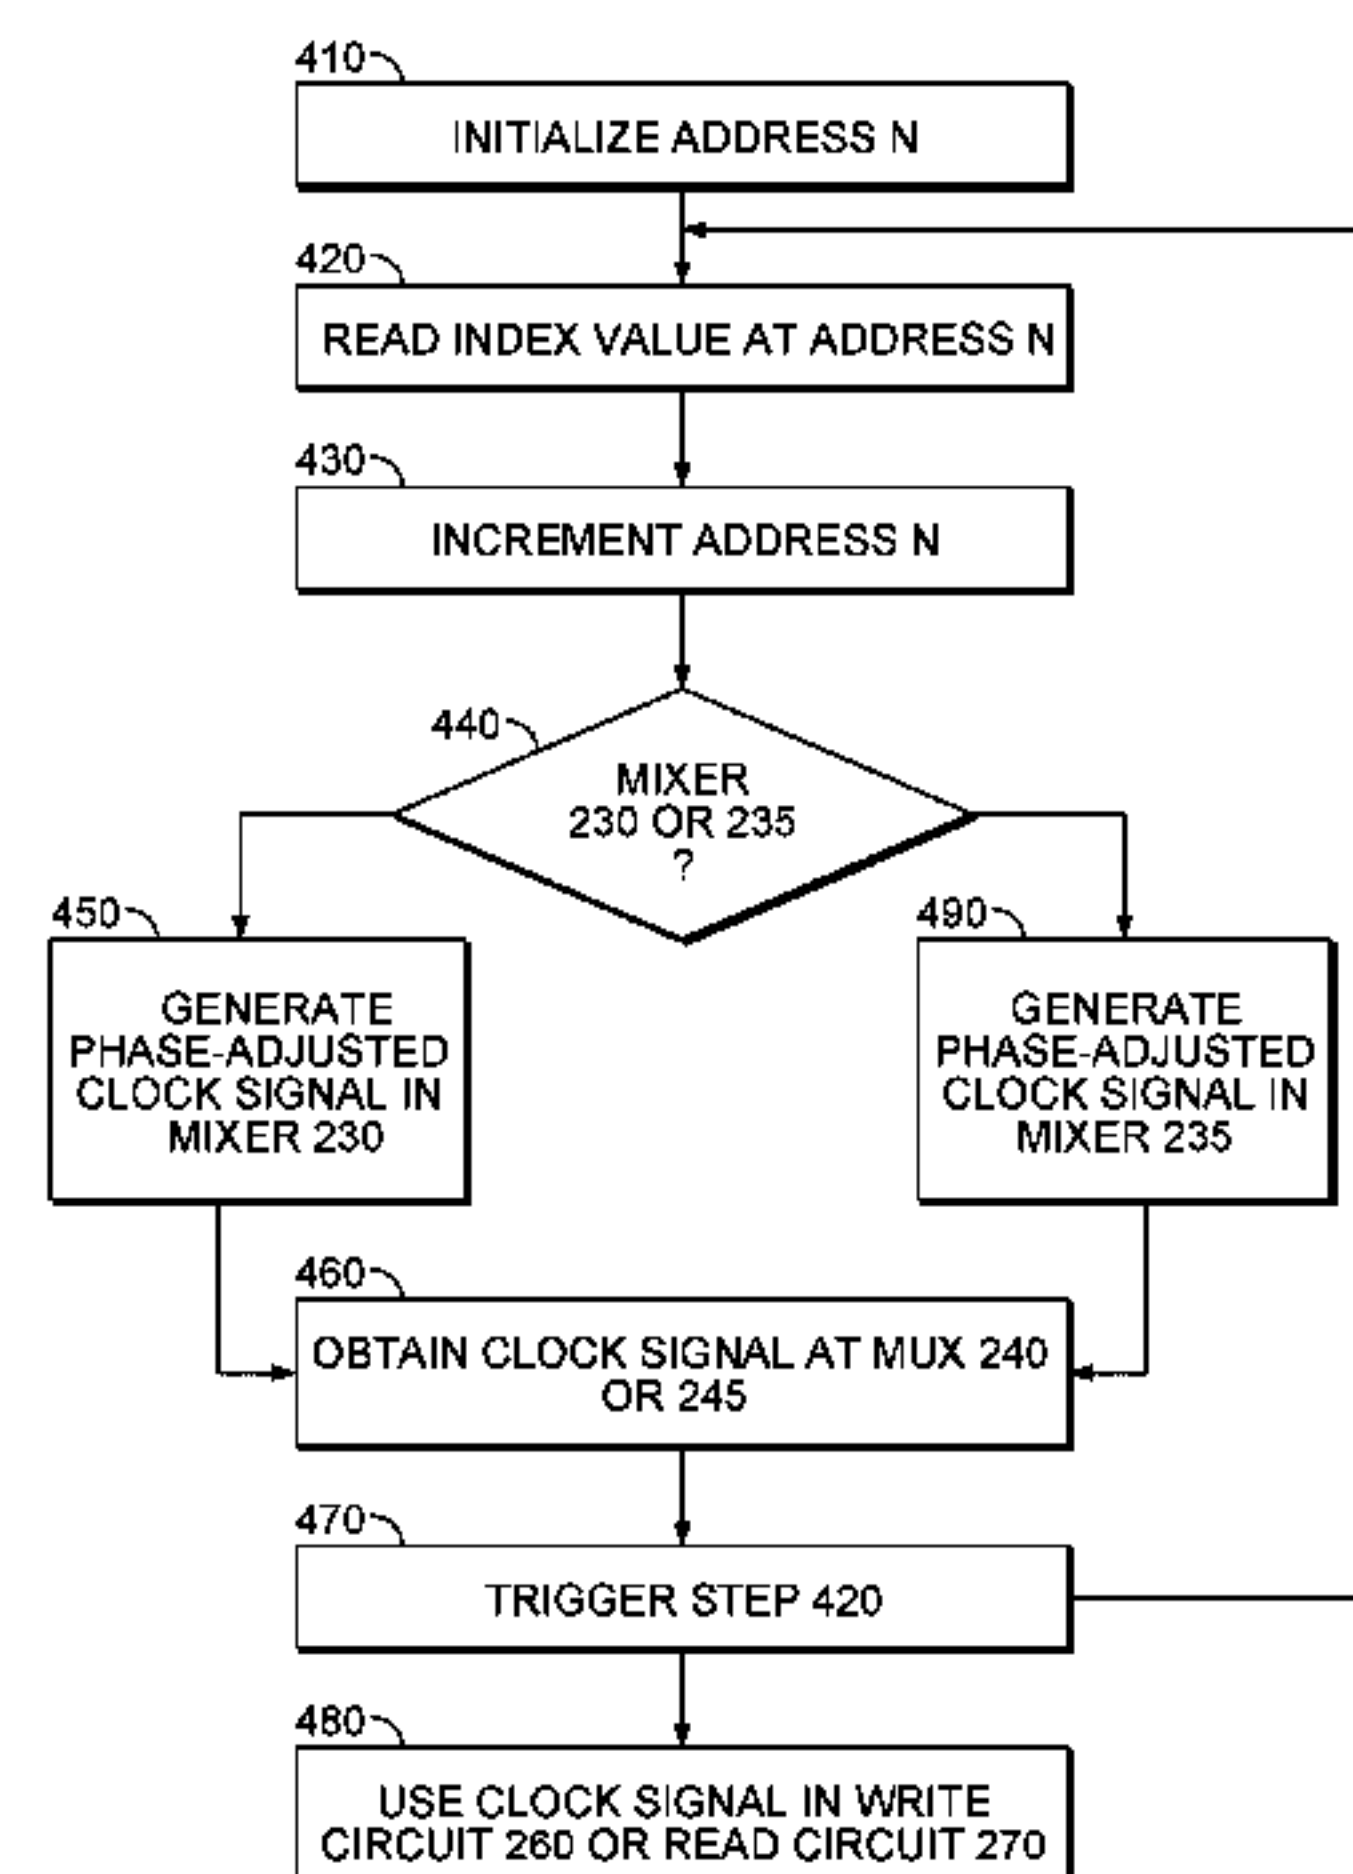 410
INITIALIZE ADDRESS N
420
READ INDEX VALUE AT ADDRESS N
430
INCREMENT ADDRESS N
440
MIXER
230 OR 235
?
450
GENERATE
PHASE-ADJUSTED
CLOCK SIGNAL IN
MIXER 230
490
GENERATE
PHASE-ADJUSTED
CLOCK SIGNAL IN
MIXER 235
460
OBTAIN CLOCK SIGNAL AT MUX 240
OR 245
470
TRIGGER STEP 420
480
USE CLOCK SIGNAL IN WRITE
CIRCUIT 260 OR READ CIRCUIT 270